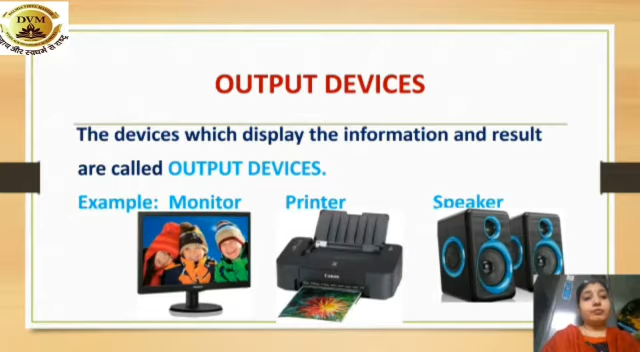 DVM
OUTPUT DEVICES
The devices which display the information and result
are called OUTPUT DEVICES.
Example: Monitor Printer Speaker
Canon